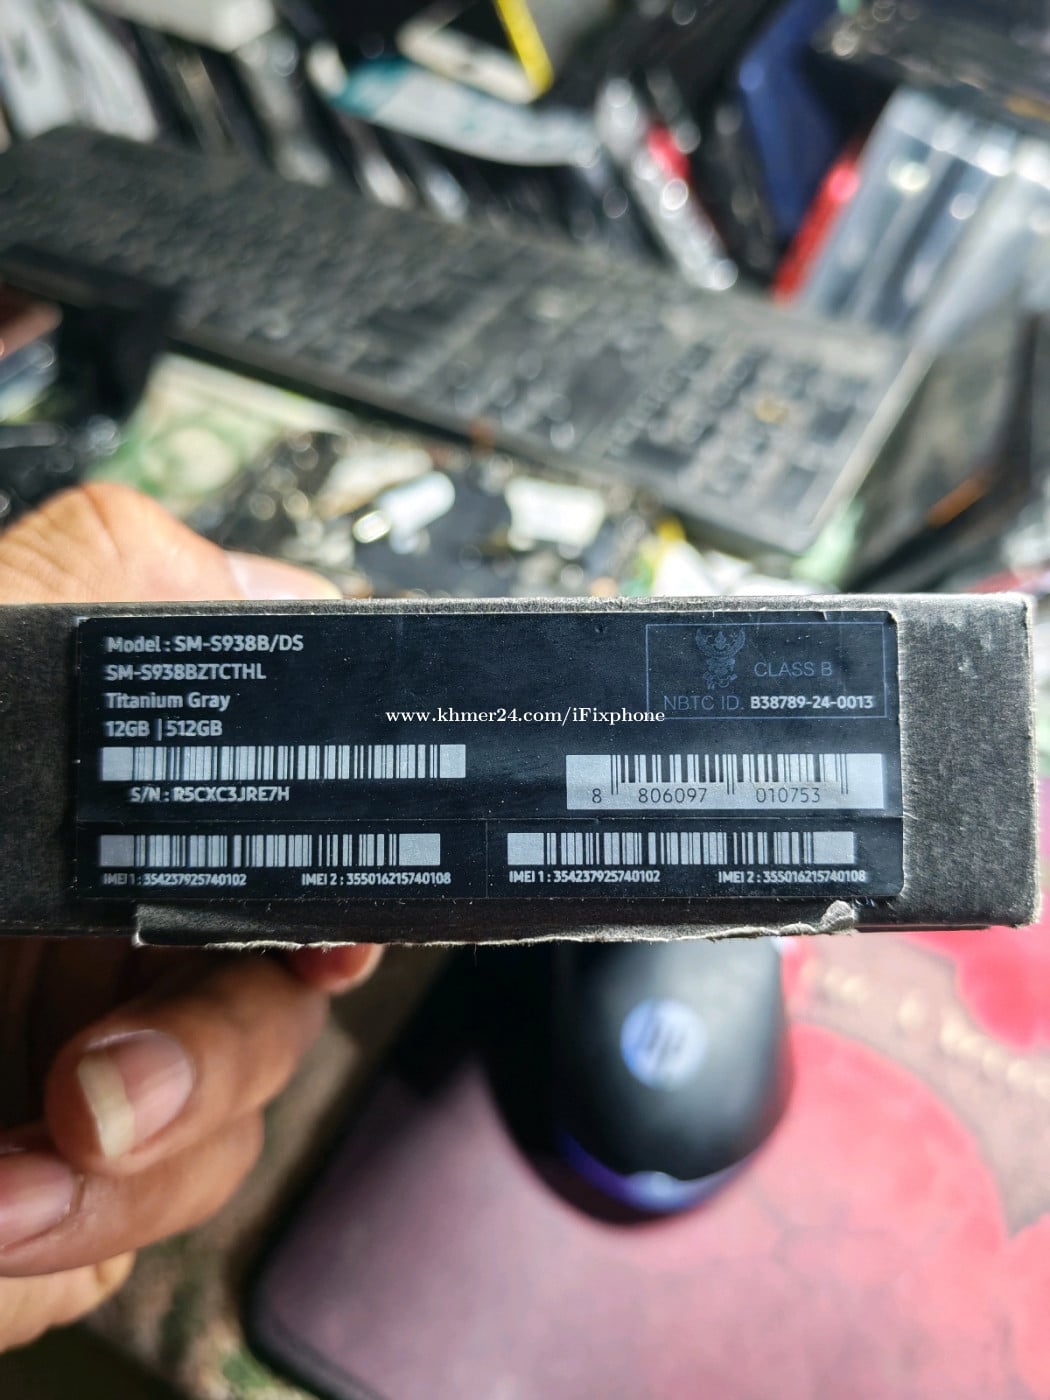 Model : SM-S938B/DS
SM-S938BZTCTHL
Titanium Gray
12GB | 512GB
S/N : R5CXC3JRE7H
CLASS B
NBTC ID. B38789-24-0013
www.khmer24.com/iFixphone
8 806097 010753
IMEI 1 : 354237925740102 IMEI 2 : 355016215740108
IMEI 1 : 354237925740102 IMEI 2 : 355016215740108
hp